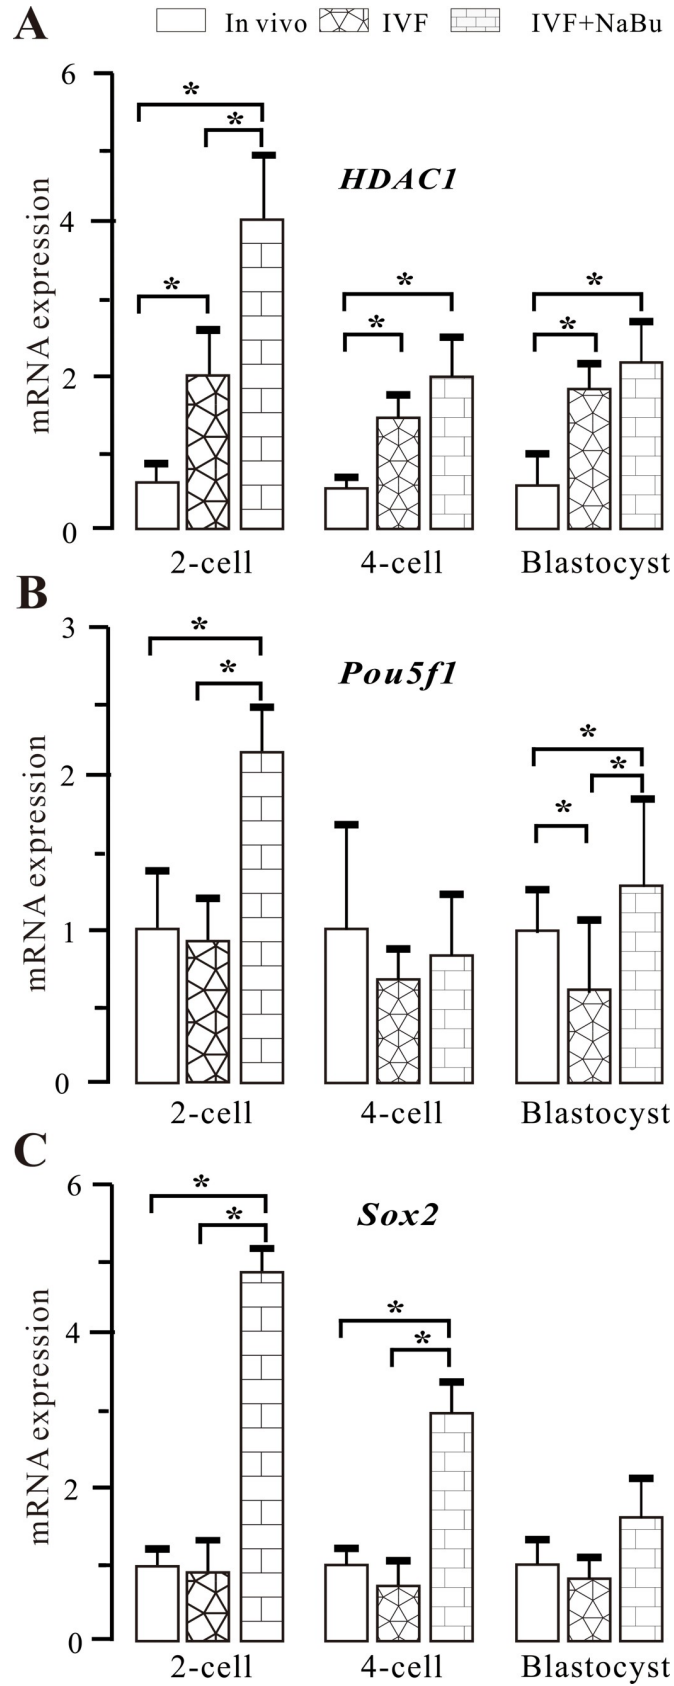 A
In vivo IVF IVF+NaBu
6
4
2
0
mRNA expression
HDAC1
* * *
* *
* *
2-cell 4-cell Blastocyst
B
3
2
1
0
mRNA expression
Pou5f1
* *
* * *
2-cell 4-cell Blastocyst
C
6
4
2
0
mRNA expression
Sox2
* *
* *
2-cell 4-cell Blastocyst